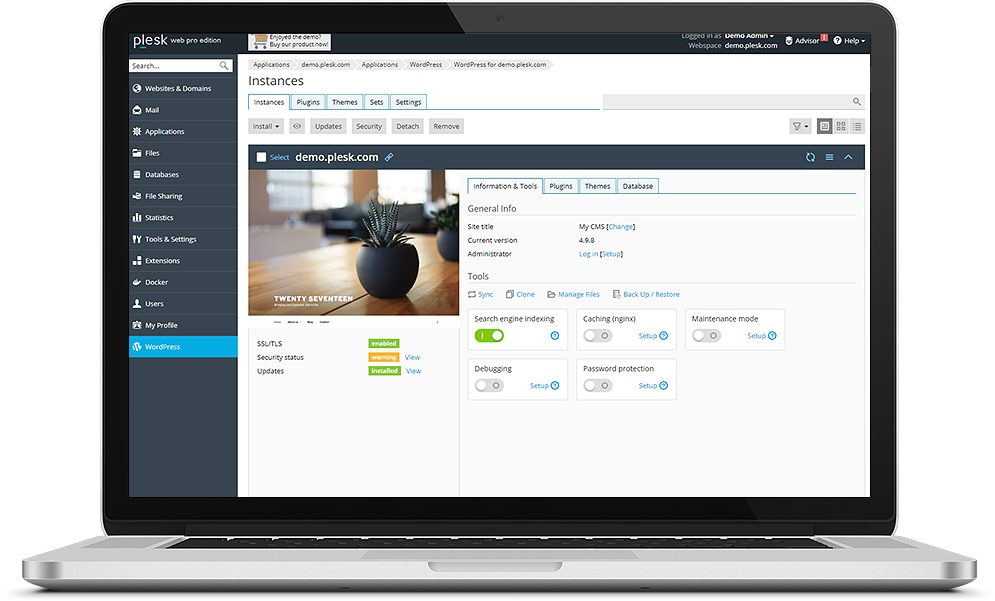 plesk web pro edition
Enjoyed the demo?
Buy our product now!
Logged in as Demo Admin
Webspace demo.plesk.com
Advisor 1
Help
Search...
Websites & Domains
Mail
Applications
Files
Databases
File Sharing
Statistics
Tools & Settings
Extensions
Docker
Users
My Profile
WordPress
Applications demo.plesk.com Applications WordPress WordPress for demo.plesk.com
Instances
Instances Plugins Themes Sets Settings
Install Updates Security Detach Remove
Select demo.plesk.com
TWENTY SEVENTEEN
SSL/TLS enabled
Security status warning View
Updates installed View
Information & Tools Plugins Themes Database
General Info
Site title My CMS [Change]
Current version 4.9.8
Administrator Log in [Setup]
Tools
Sync Clone Manage Files Back Up / Restore
Search engine indexing
Caching (nginx)
Setup
Maintenance mode
Setup
Debugging
Setup
Password protection
Setup